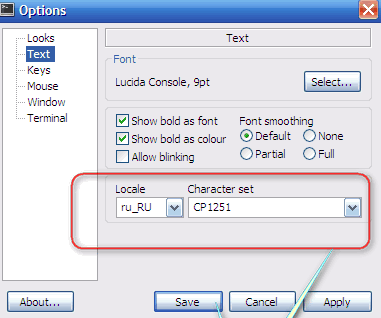 Options
Looks
Text
Keys
Mouse
Window
Terminal
Text
Font
Lucida Console, 9pt
Select...
Show bold as font
Show bold as colour
Allow blinking
Font smoothing
Default
None
Partial
Full
Locale
Character set
ru_RU
CP1251
About...
Save
Cancel
Apply